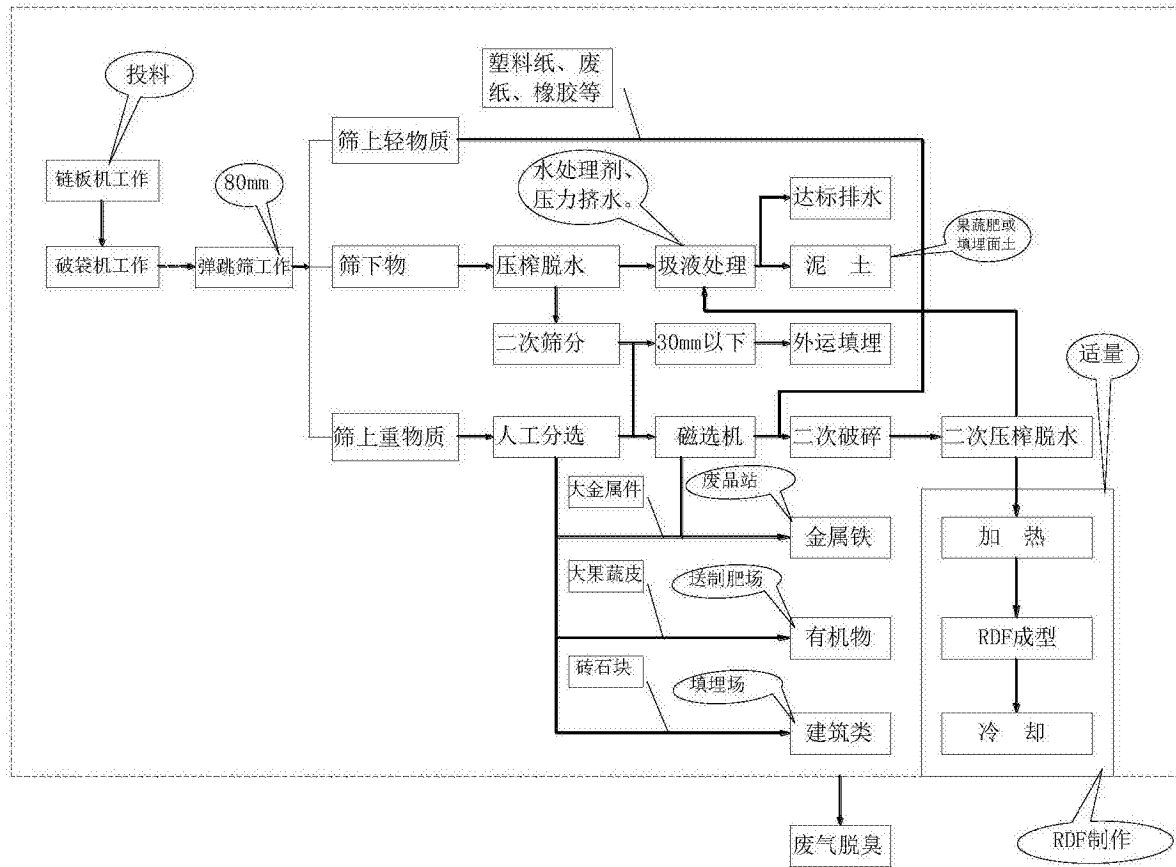 投料
塑料纸、废
纸、橡胶等
筛上轻物质
水处理剂、
压力挤水。
链板机工作
80mm
达标排水
果蔬肥或
填埋面土
破袋机工作
弹跳筛工作
筛下物
压榨脱水
圾液处理
泥 土
二次筛分
30mm以下
外运填埋
适量
筛上重物质
人工分选
磁选机
二次破碎
二次压榨脱水
大金属件
废品站
金属铁
加 热
大果蔬皮
送制肥场
有机物
RDF成型
砖石块
填埋场
建筑类
冷 却
废气脱臭
RDF制作